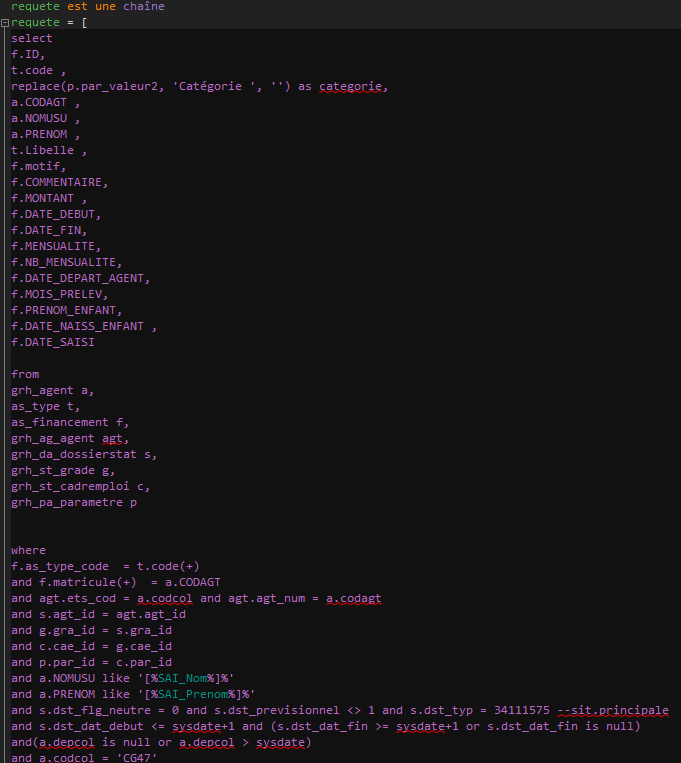 requete est une chaîne
requete = [
select
f.ID,
t.code ,
replace(p.par_valeur2, 'Catégorie ', '') as categorie,
a.CODAGT ,
a.NOMUSU ,
a.PRENOM ,
t.Libelle ,
f.motif,
f.COMMENTAIRE,
f.MONTANT ,
f.DATE_DEBUT,
f.DATE_FIN,
f.MENSUALITE,
f.NB_MENSUALITE,
f.DATE_DEPART_AGENT,
f.MOIS_PRELEV,
f.PRENOM_ENFANT,
f.DATE_NAISS_ENFANT ,
f.DATE_SAISI
from
grh_agent a,
as_type t,
as_financement f,
grh_ag_agent agt,
grh_da_dossierstat s,
grh_st_grade g,
grh_st_cadremploi c,
grh_pa_parametre p
where
f.as_type_code  = t.code(+)
and f.matricule(+)  = a.CODAGT
and agt.ets_cod = a.codcol and agt.agt_num = a.codagt
and s.agt_id = agt.agt_id
and g.gra_id = s.gra_id
and c.cae_id = g.cae_id
and p.par_id = c.par_id
and a.NOMUSU like '[%SAI_Nom%]%'
and a.PRENOM like '[%SAI_Prenom%]%'
and s.dst_flg_neutre = 0 and s.dst_previsionnel <> 1 and s.dst_typ = 34111575 --sit.principale
and s.dst_dat_debut <= sysdate+1 and (s.dst_dat_fin >= sysdate+1 or s.dst_dat_fin is null)
and(a.depcol is null or a.depcol > sysdate)
and a.codcol = 'CG47'